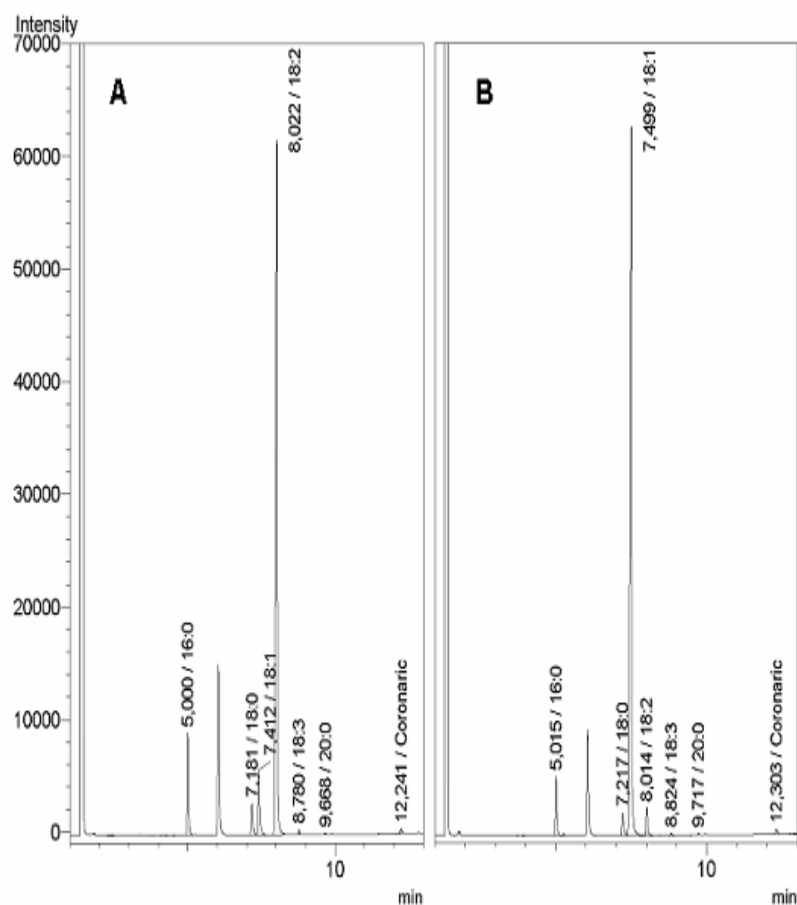 Intensity
70000
60000
50000
40000
30000
20000
10000
0
A
5,000 / 16:0
7,181 / 18:0
7,412 / 18:1
8,022 / 18:2
8,780 / 18:3
9,668 / 20:0
12,241 / Coronaric
10
min
B
5,015 / 16:0
7,217 / 18:0
7,499 / 18:1
8,014 / 18:2
8,824 / 18:3
9,717 / 20:0
12,303 / Coronaric
10
min